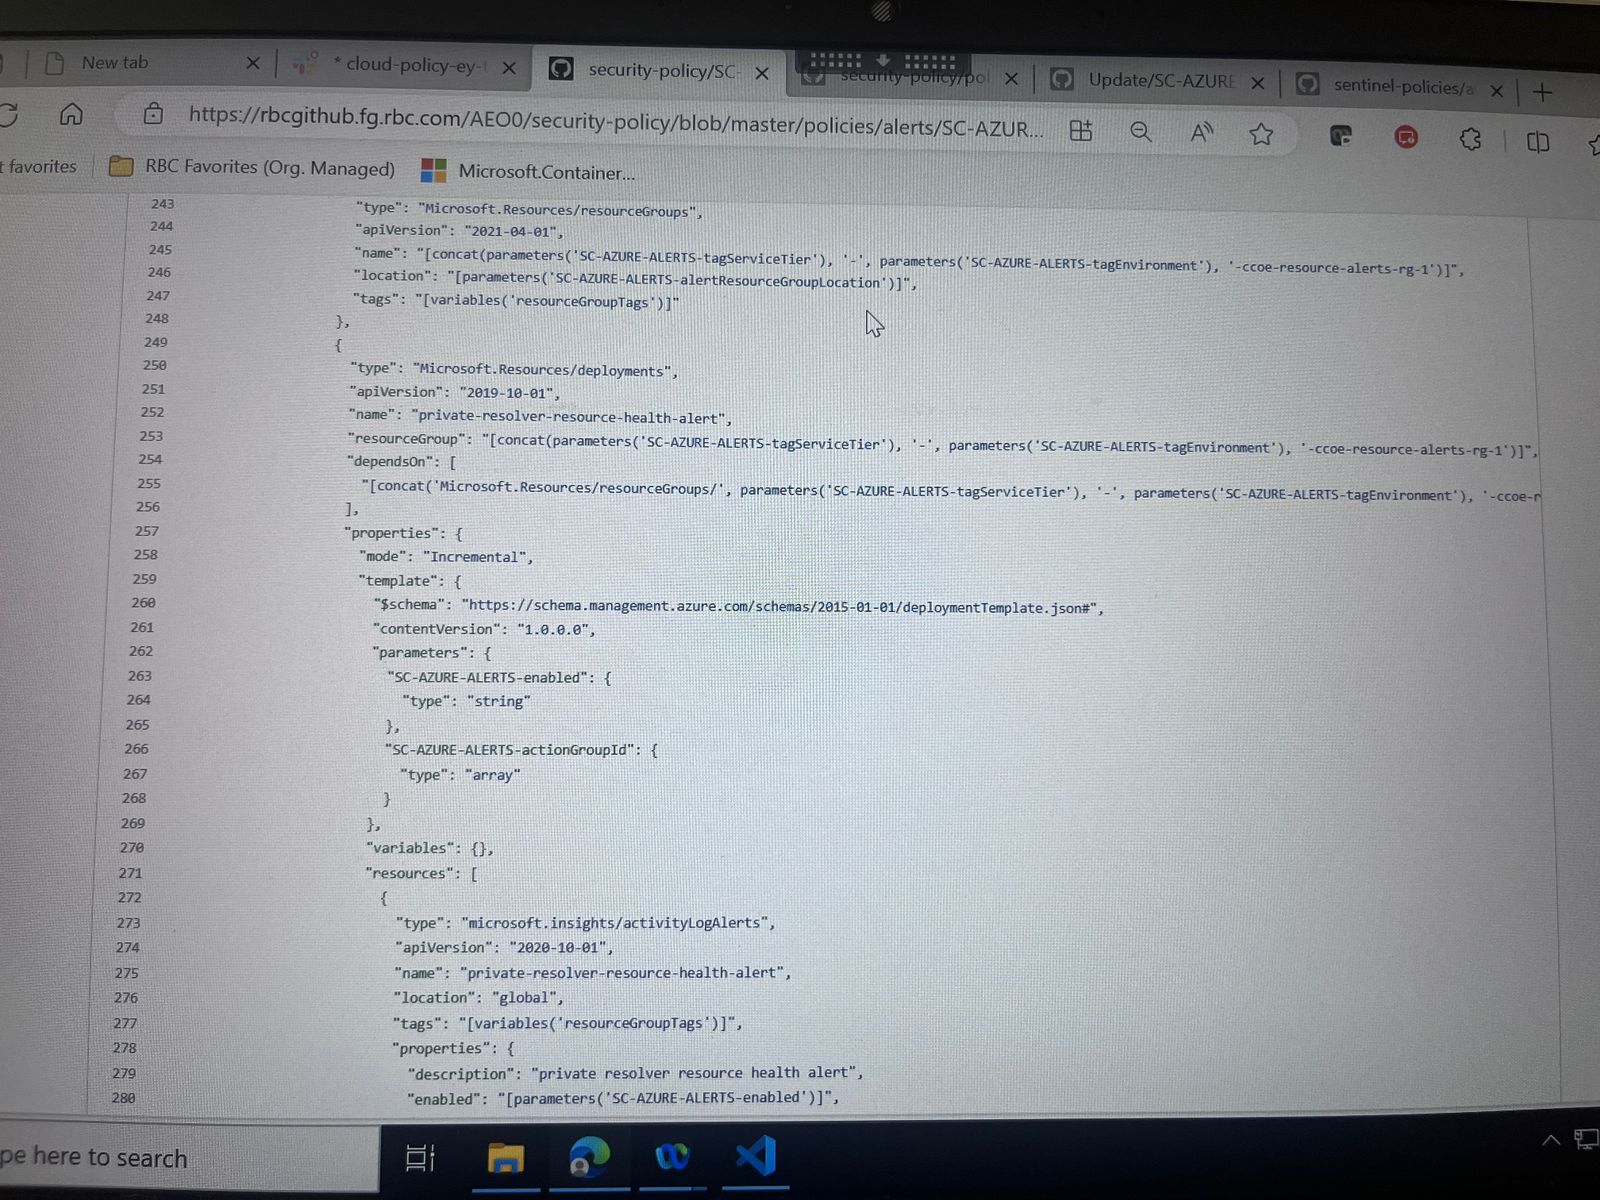 New tab
* cloud-policy-ey-t
security-policy/SC-
security-policy/pol
Update/SC-AZURE
sentinel-policies/a
https://rbcgithub.fg.rbc.com/AEO0/security-policy/blob/master/policies/alerts/SC-AZUR...
t favorites
RBC Favorites (Org. Managed)
Microsoft.Container...
243 "type": "Microsoft.Resources/resourceGroups",
244 "apiVersion": "2021-04-01",
245 "name": "[concat(parameters('SC-AZURE-ALERTS-tagServiceTier'), '-', parameters('SC-AZURE-ALERTS-tagEnvironment'), '-ccoe-resource-alerts-rg-1')]",
246 "location": "[parameters('SC-AZURE-ALERTS-alertResourceGroupLocation')]",
247 "tags": "[variables('resourceGroupTags')]"
248 },
249 {
250 "type": "Microsoft.Resources/deployments",
251 "apiVersion": "2019-10-01",
252 "name": "private-resolver-resource-health-alert",
253 "resourceGroup": "[concat(parameters('SC-AZURE-ALERTS-tagServiceTier'), '-', parameters('SC-AZURE-ALERTS-tagEnvironment'), '-ccoe-resource-alerts-rg-1')]",
254 "dependsOn": [
255 "[concat('Microsoft.Resources/resourceGroups/', parameters('SC-AZURE-ALERTS-tagServiceTier'), '-', parameters('SC-AZURE-ALERTS-tagEnvironment'), '-ccoe-r
256 ],
257 "properties": {
258 "mode": "Incremental",
259 "template": {
260 "$schema": "https://schema.management.azure.com/schemas/2015-01-01/deploymentTemplate.json#",
261 "contentVersion": "1.0.0.0",
262 "parameters": {
263 "SC-AZURE-ALERTS-enabled": {
264 "type": "string"
265 },
266 "SC-AZURE-ALERTS-actionGroupId": {
267 "type": "array"
268 }
269 },
270 "variables": {},
271 "resources": [
272 {
273 "type": "microsoft.insights/activityLogAlerts",
274 "apiVersion": "2020-10-01",
275 "name": "private-resolver-resource-health-alert",
276 "location": "global",
277 "tags": "[variables('resourceGroupTags')]",
278 "properties": {
279 "description": "private resolver resource health alert",
280 "enabled": "[parameters('SC-AZURE-ALERTS-enabled')]",
pe here to search